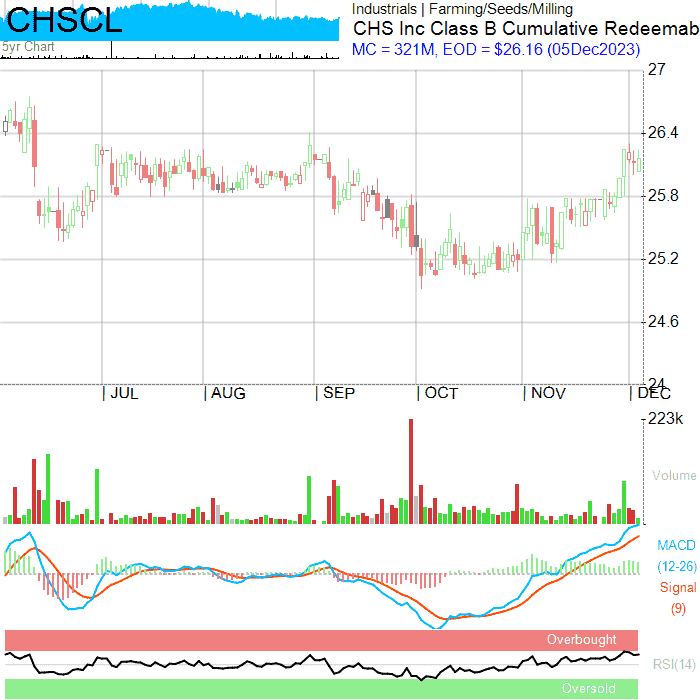 CHSCL
5yr Chart
Industrials | Farming/Seeds/Milling
CHS Inc Class B Cumulative Redeemab
MC = 321M, EOD = $26.16 (05Dec2023)
27
26.4
25.8
25.2
24.6
24
JUL
AUG
SEP
OCT
NOV
DEC
223k
Volume
MACD
(12-26)
Signal
(9)
Overbought
RSI(14)
Oversold